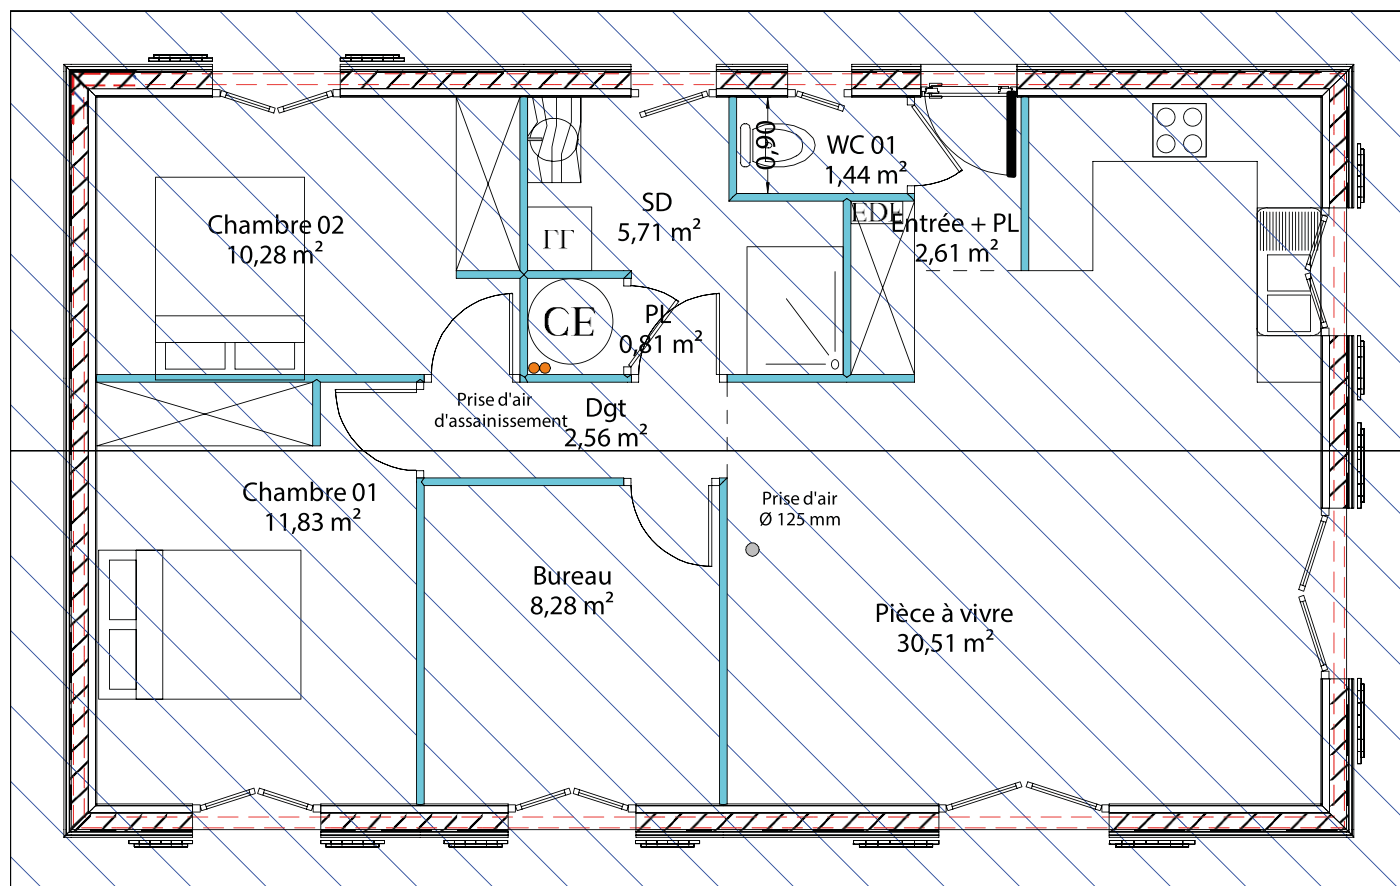 WC 01
1,44 m²
0,90
SD
5,71 m²
EDF
Entrée + PL
2,61 m²
Chambre 02
10,28 m²
LL
CE
PL
0,81 m²
Prise d'air
d'assainissement
Dgt
2,56 m²
Chambre 01
11,83 m²
Prise d'air
Ø 125 mm
Bureau
8,28 m²
Pièce à vivre
30,51 m²